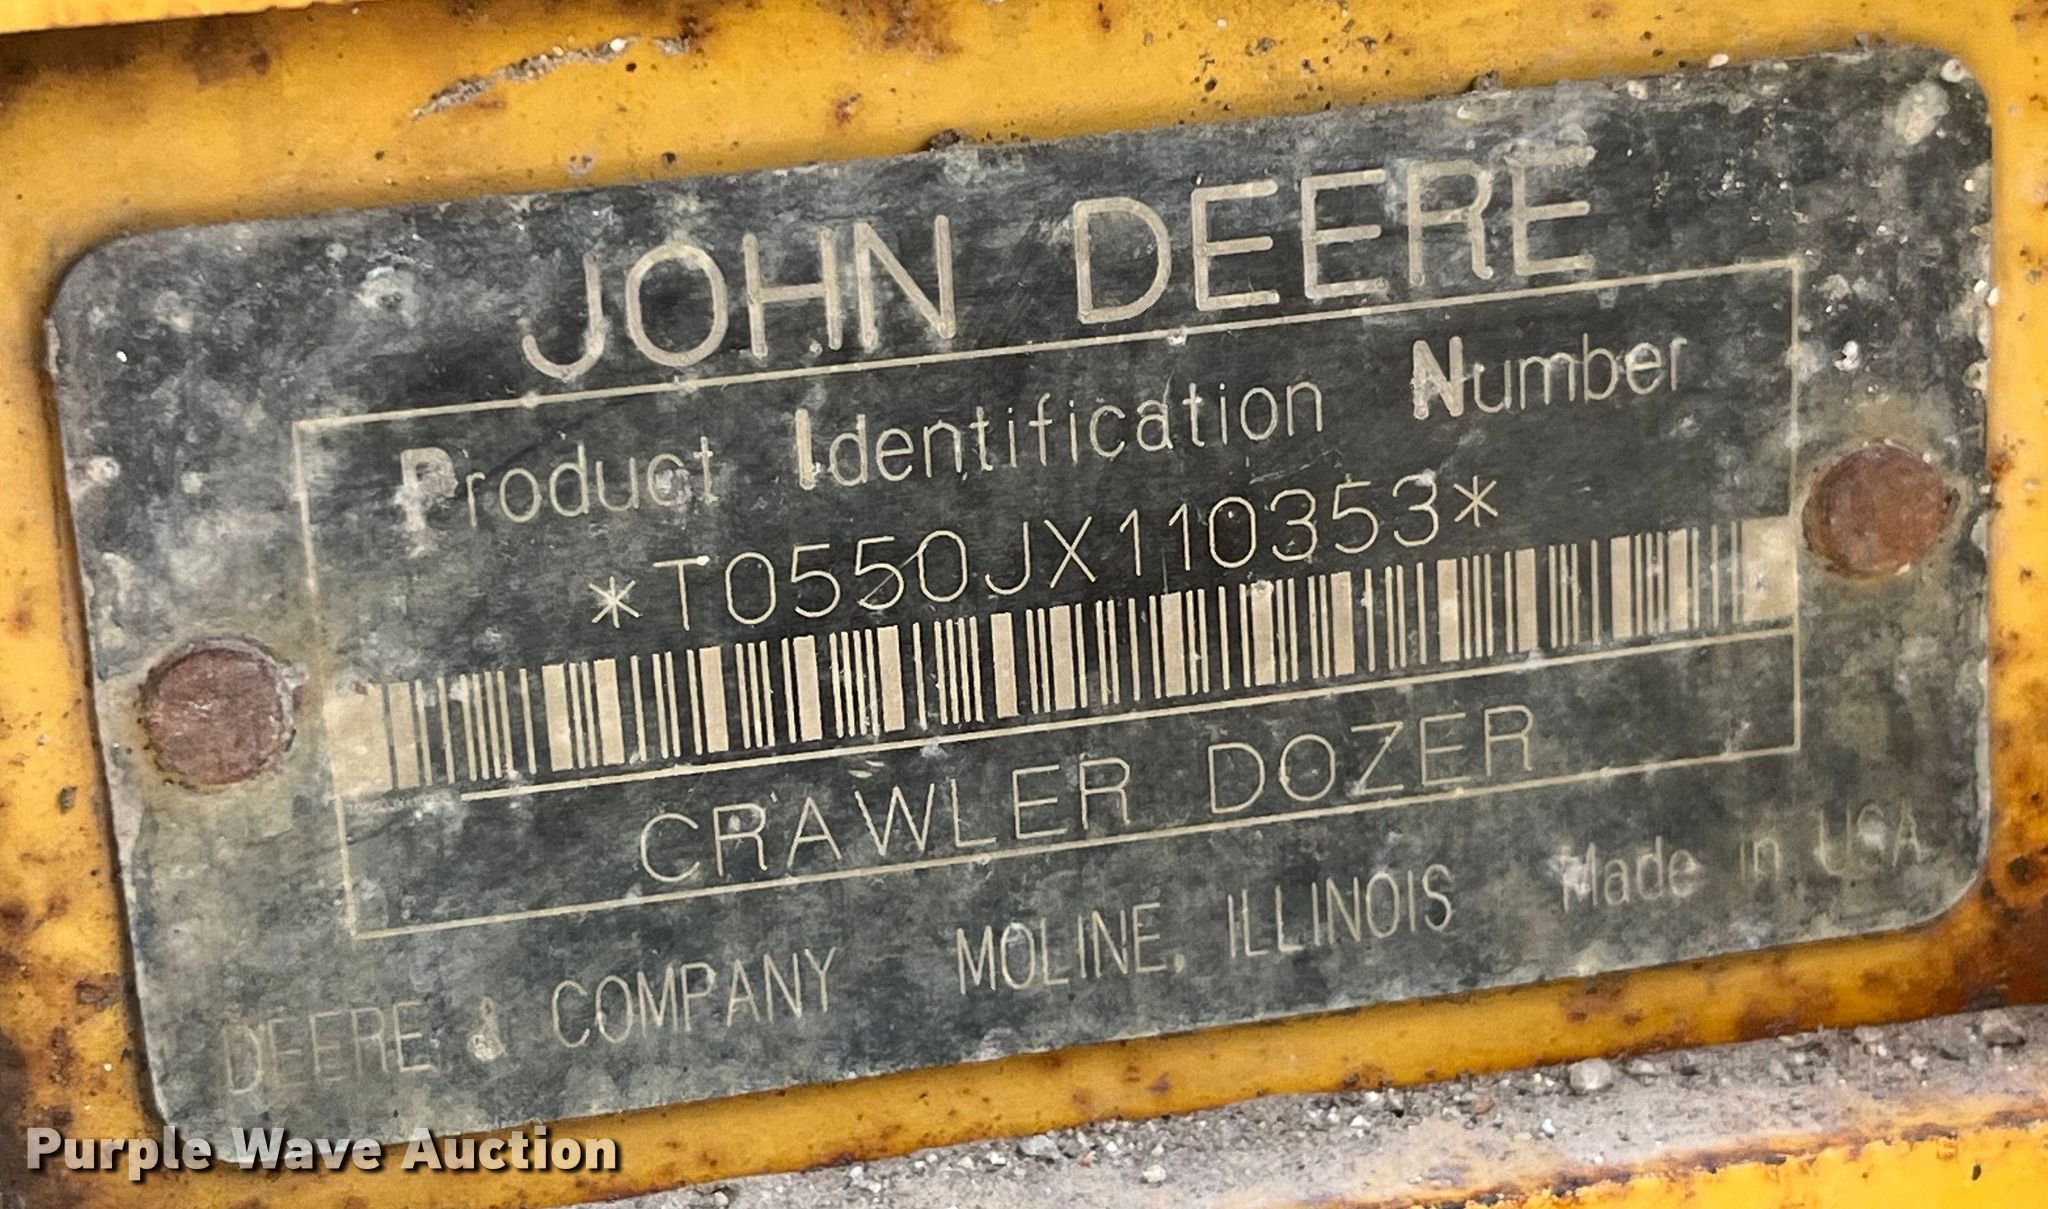 JOHN DEERE
Product Identification Number
*T0550JX110353*
CRAWLER DOZER
DEERE & COMPANY MOLINE, ILLINOIS Made in USA
Purple Wave Auction